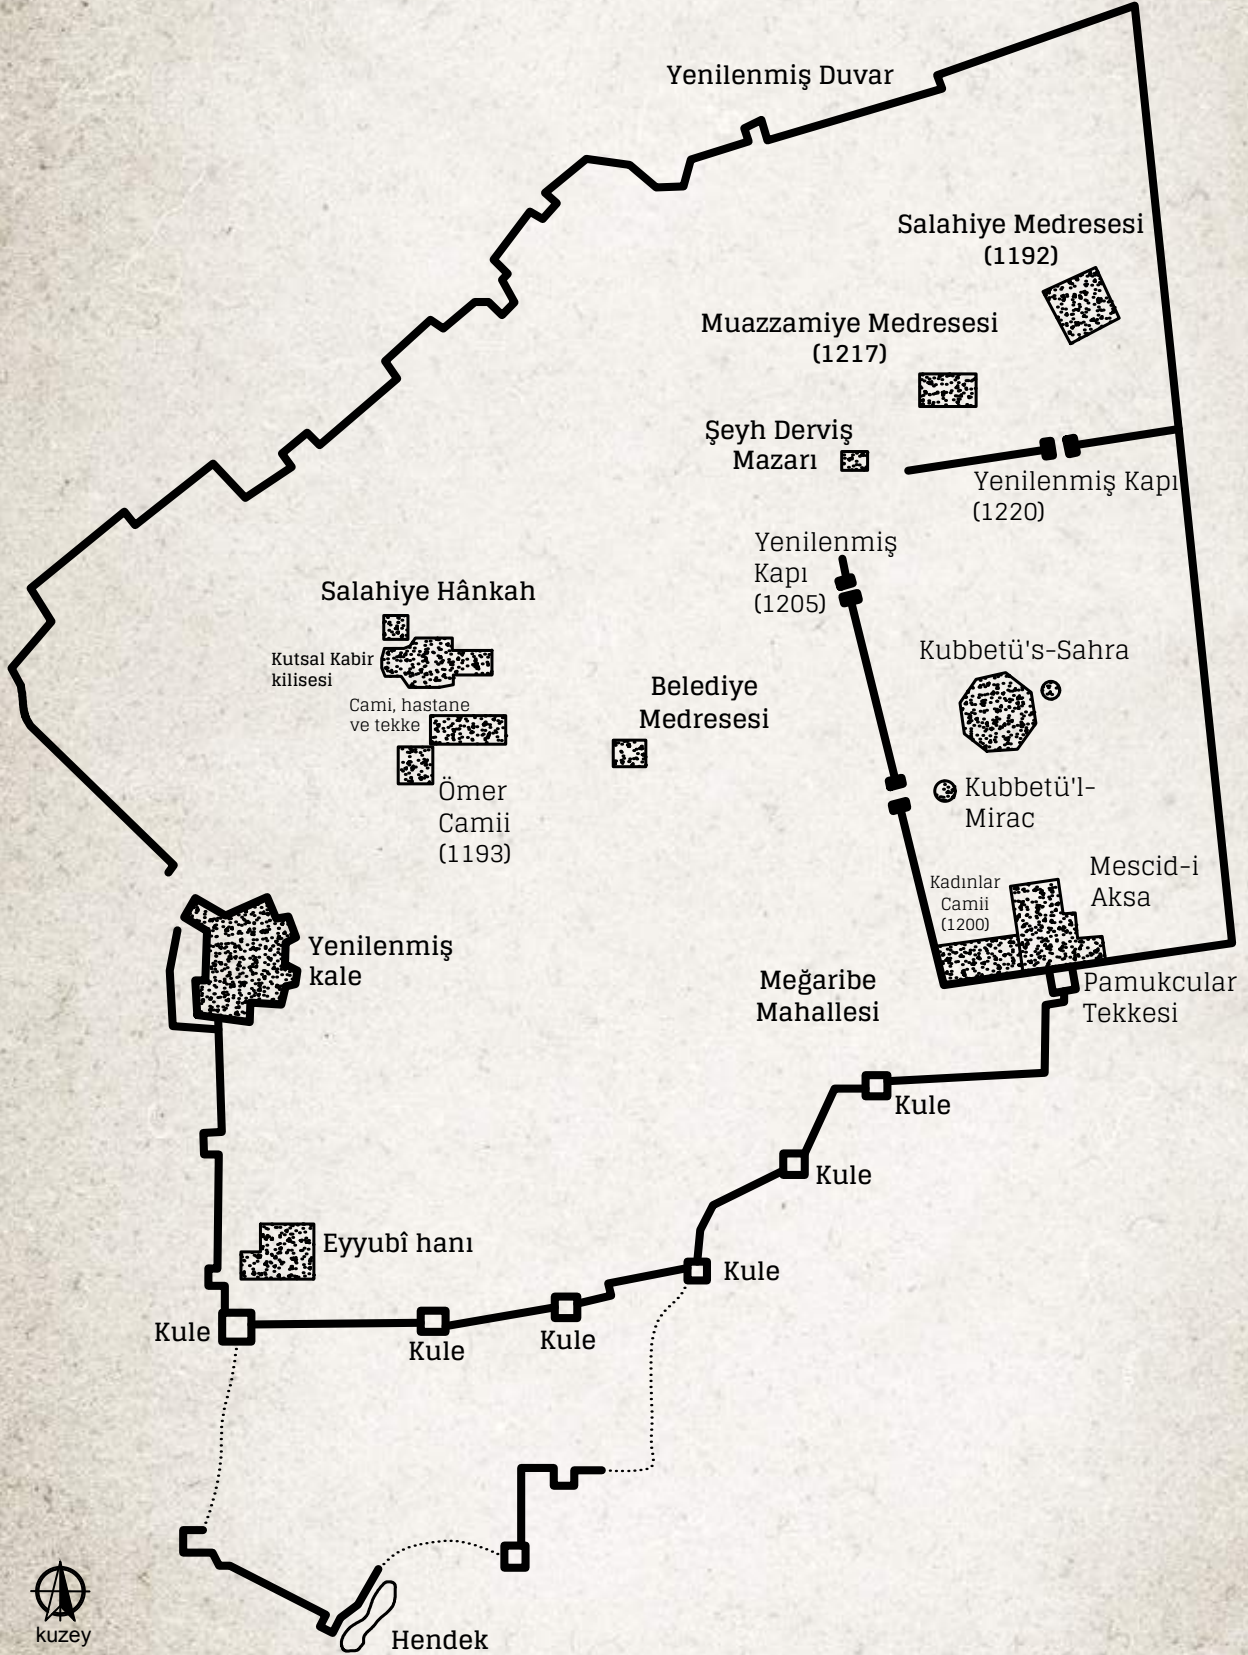 Yenilenmiş Duvar
Salahiye Medresesi
(1192)
Muazzamiye Medresesi
(1217)
Şeyh Derviş
Mazarı
Yenilenmiş Kapı
(1220)
Yenilenmiş
Kapı
(1205)
Salahiye Hânkah
Kutsal Kabir
kilisesi
Cami, hastane
ve tekke
Ömer
Camii
(1193)
Belediye
Medresesi
Kubbetü's-Sahra
Kubbetü'l-
Mirac
Kadınlar
Camii
(1200)
Mescid-i
Aksa
Yenilenmiş
kale
Meğaribe
Mahallesi
Pamukcular
Tekkesi
Kule
Kule
Eyyubî hanı
Kule
Kule
Kule
Kule
kuzey
Hendek